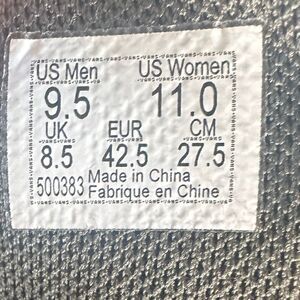 US Men US Women
9.5 11.0
UK EUR CM
8.5 42.5 27.5
500383 Made in China
Fabrique en Chine